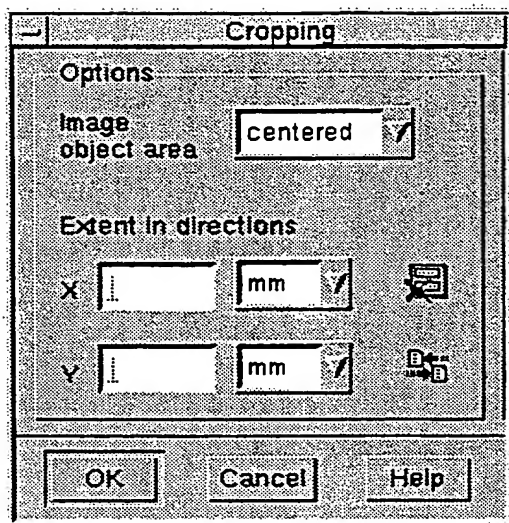 Cropping
Options
Image
object area
centered
Extent in directions
X
mm
Y
mm
OK Cancel Help